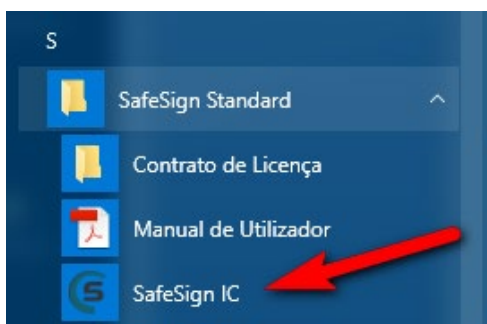 S
SafeSign Standard
Contrato de Licença
Manual de Utilizador
SafeSign IC